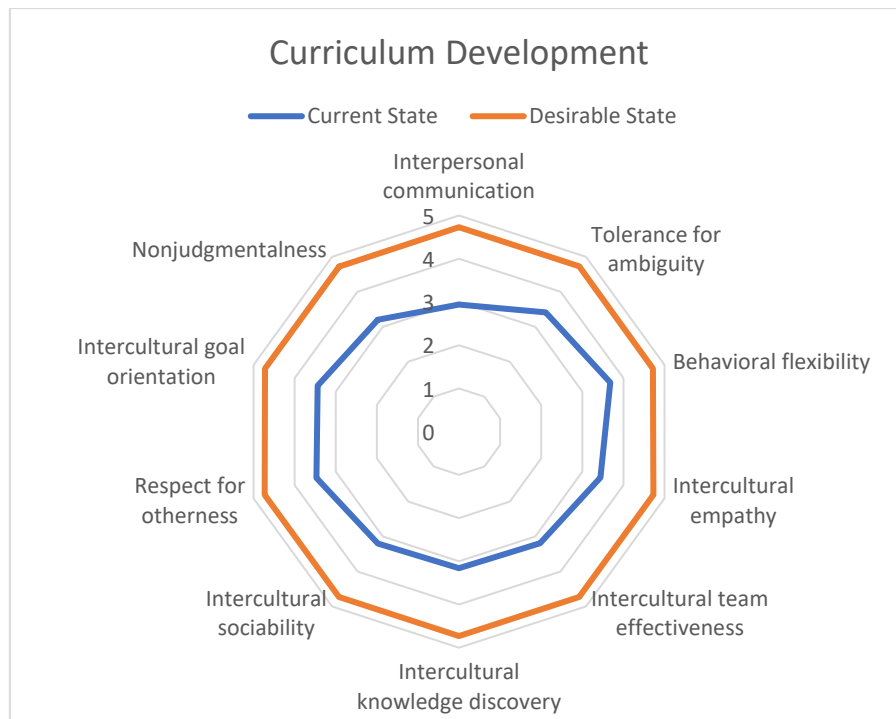 Curriculum Development
Current State
Desirable State
Interpersonal
communication
Tolerance for
ambiguity
Behavioral flexibility
Intercultural
empathy
Intercultural team
effectiveness
Intercultural
knowledge discovery
Intercultural
sociability
Respect for
otherness
Intercultural goal
orientation
Nonjudgmentalness
5
4
3
2
1
0